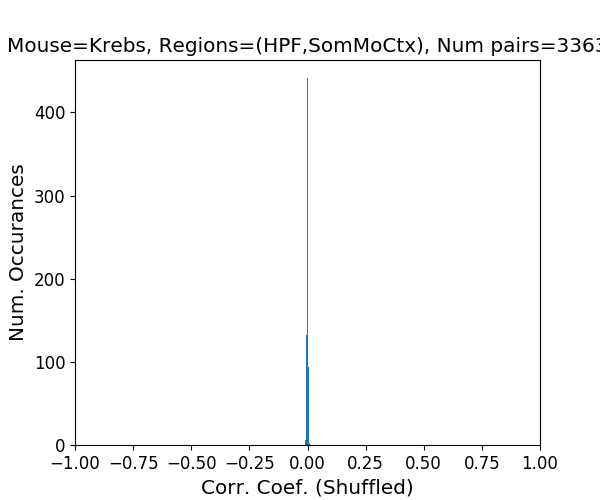 Mouse=Krebs, Regions=(HPF,SomMoCtx), Num pairs=3363
400
300
200
100
0
Num. Occurances
−1.00 −0.75 −0.50 −0.25 0.00 0.25 0.50 0.75 1.00
Corr. Coef. (Shuffled)